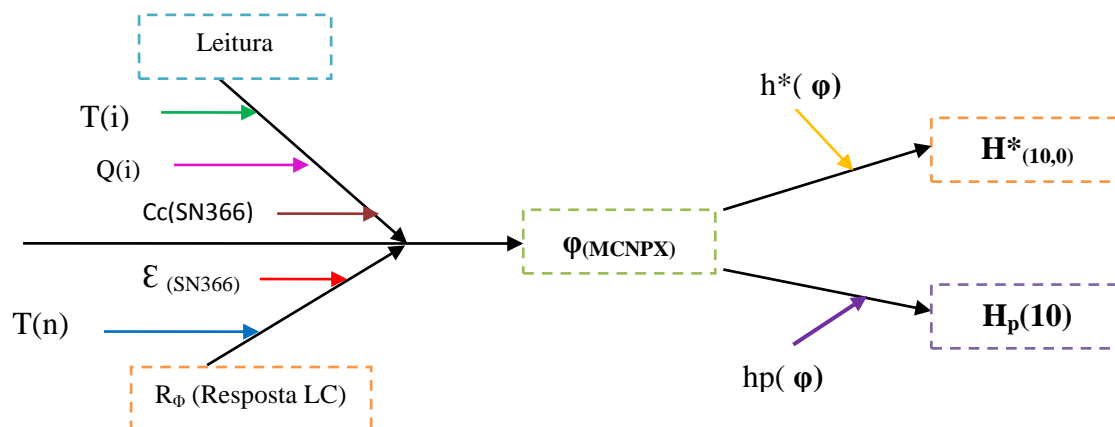 Leitura
T(i)
Q(i)
Cc(SN366)
Ɛ (SN366)
T(n)
RΦ (Resposta LC)
φ(MCNPX)
h*( φ)
H*(10,0)
Hp(10)
hp( φ)